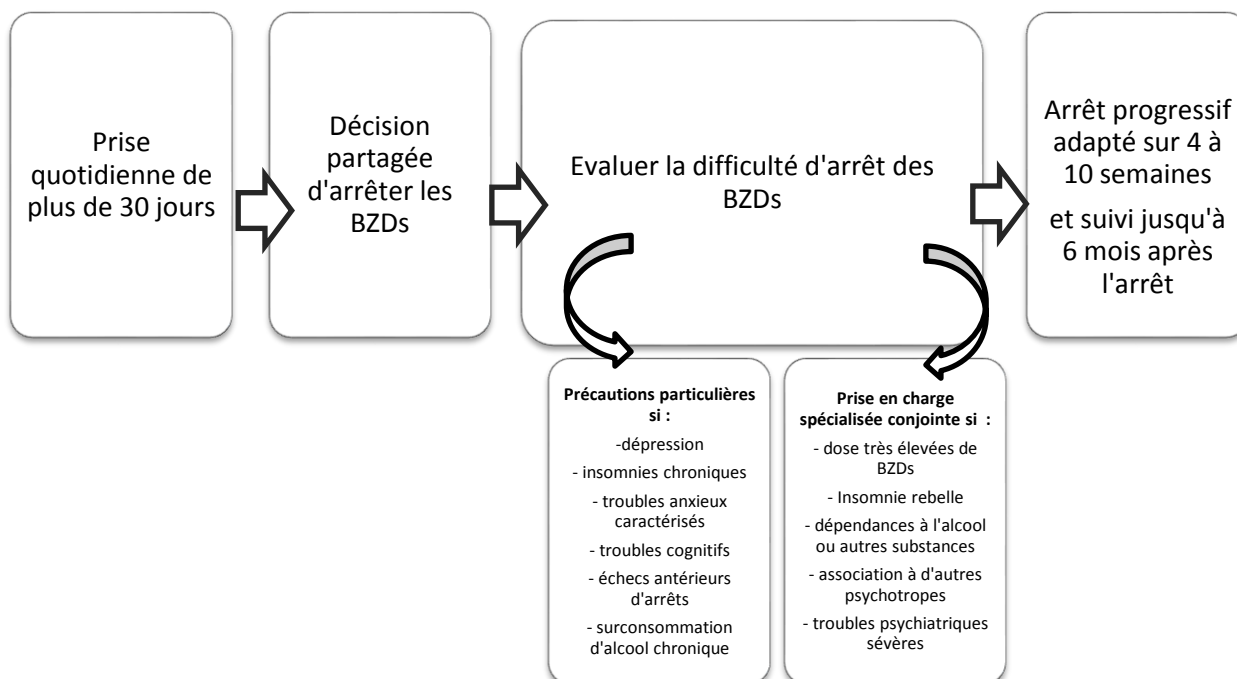 Prise
quotidienne de
plus de 30 jours
Décision
partagée
d'arrêter les
BZDs
Evaluer la difficulté d'arrêt des
BZDs
Arrêt progressif
adapté sur 4 à
10 semaines
et suivi jusqu'à
6 mois après
l'arrêt
Précautions particulières
si :
-dépression
- insomnies chroniques
- troubles anxieux
caractérisés
- troubles cognitifs
- échecs antérieurs
d'arrêts
- surconsommation
d'alcool chronique
Prise en charge
spécialisée conjointe si  :
- dose très élevées de
BZDs
- Insomnie rebelle
- dépendances à l'alcool
ou autres substances
- association à d'autres
psychotropes
- troubles psychiatriques
sévères